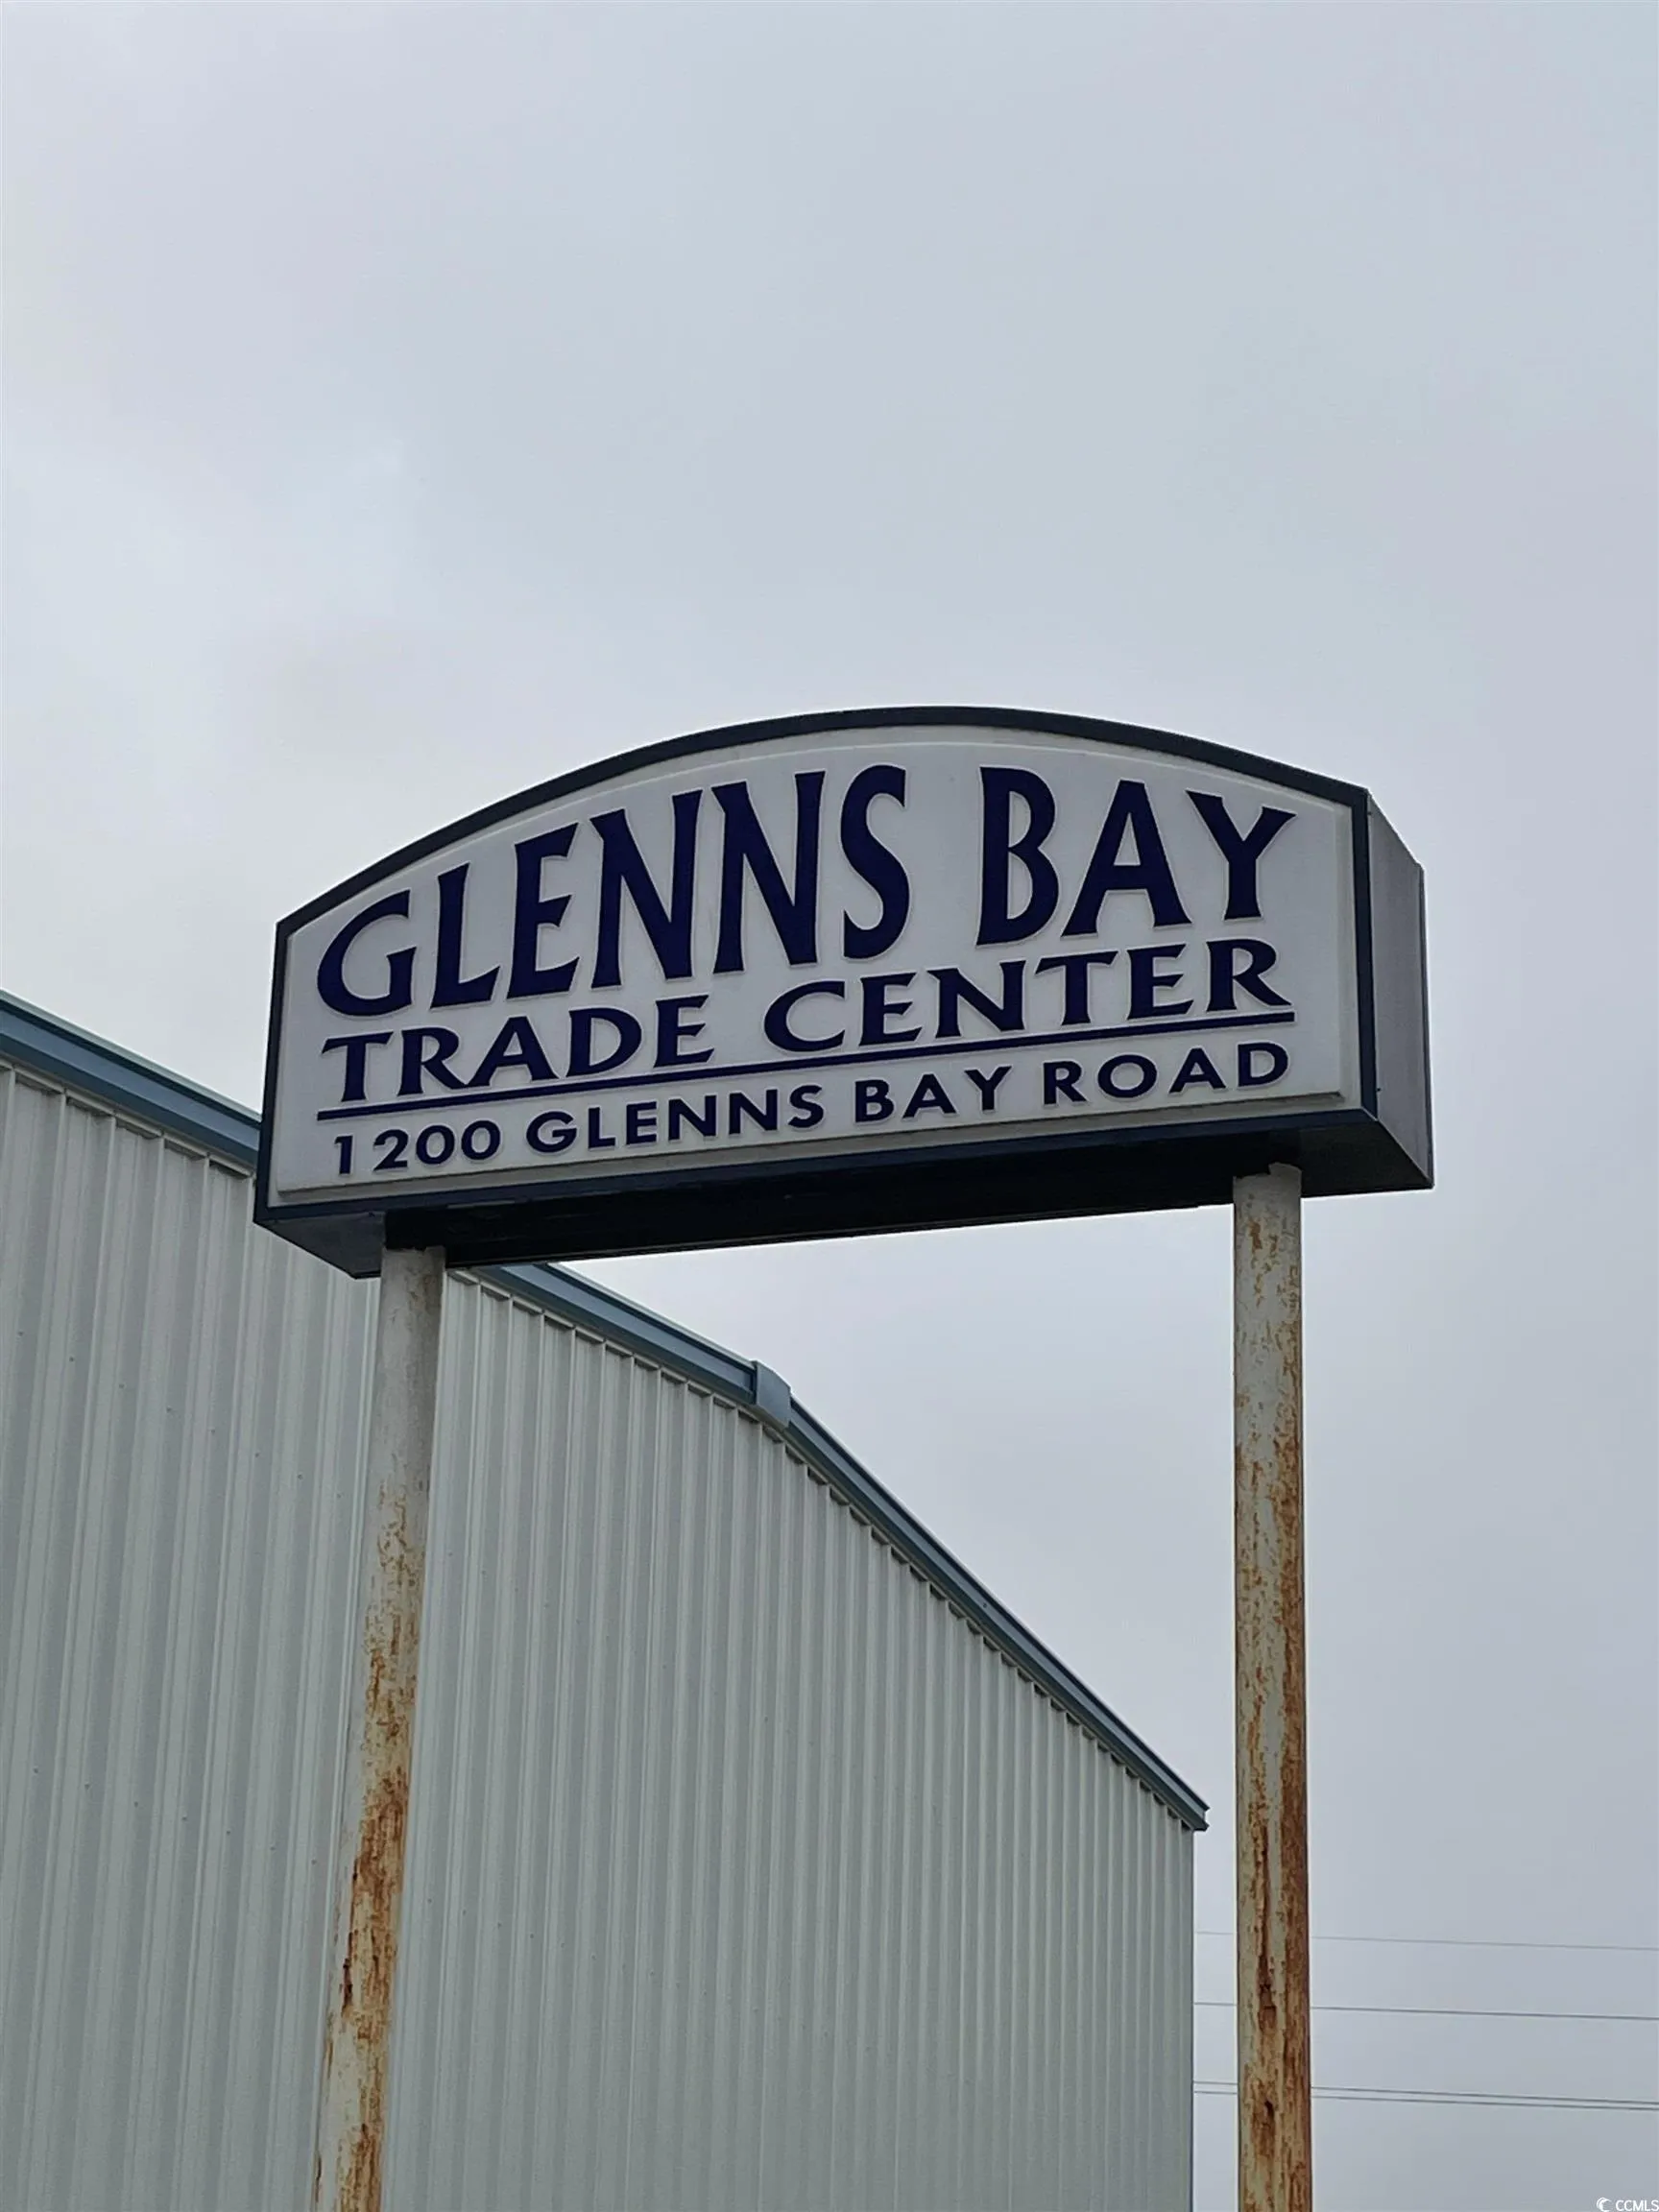 GLENNS BAY
TRADE CENTER
1200 GLENNS BAY ROAD
CCMLS